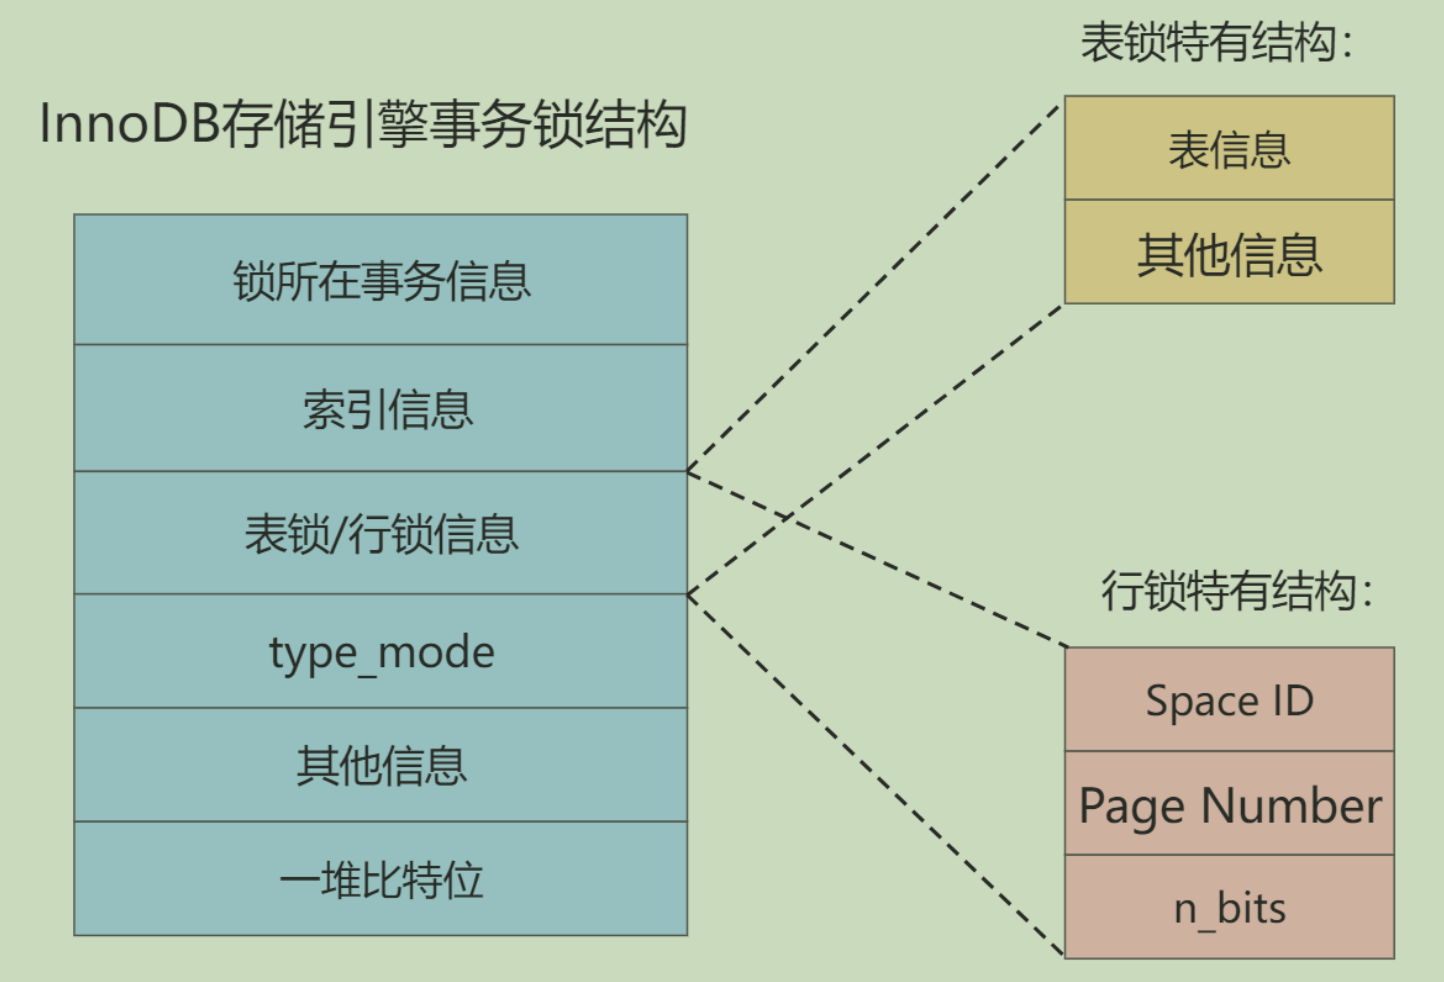 InnoDB存储引擎事务锁结构
锁所在事务信息
索引信息
表锁/行锁信息
type_mode
其他信息
一堆比特位
表锁特有结构：
表信息
其他信息
行锁特有结构：
Space ID
Page Number
n_bits